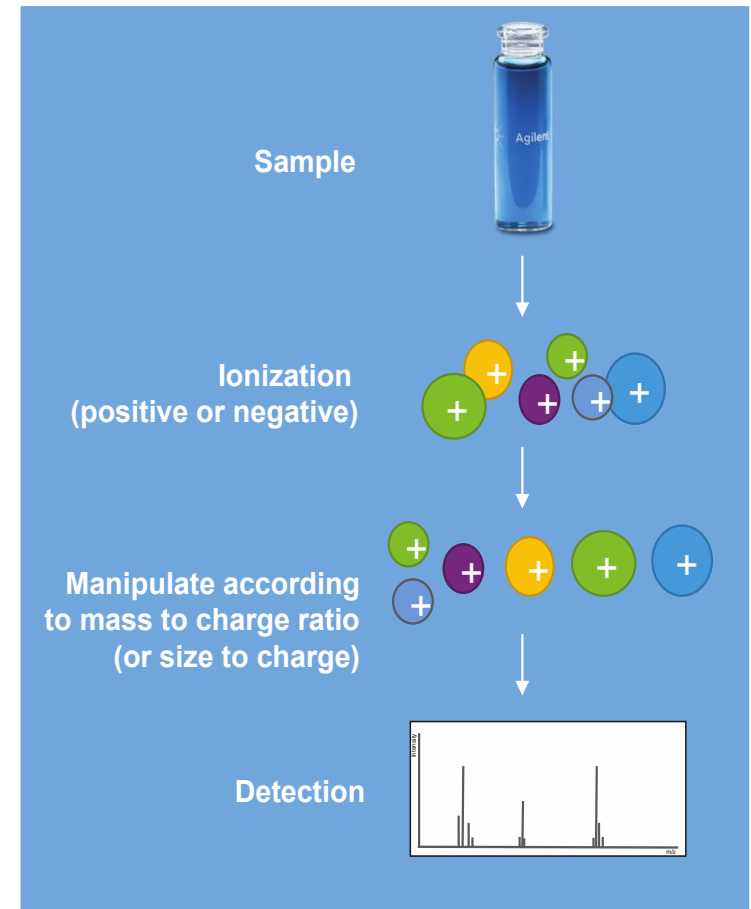 Sample
Agilent
Ionization
(positive or negative)
+ + + + + +
Manipulate according
to mass to charge ratio
(or size to charge)
+ + + + + +
Detection
Intensity
m/z